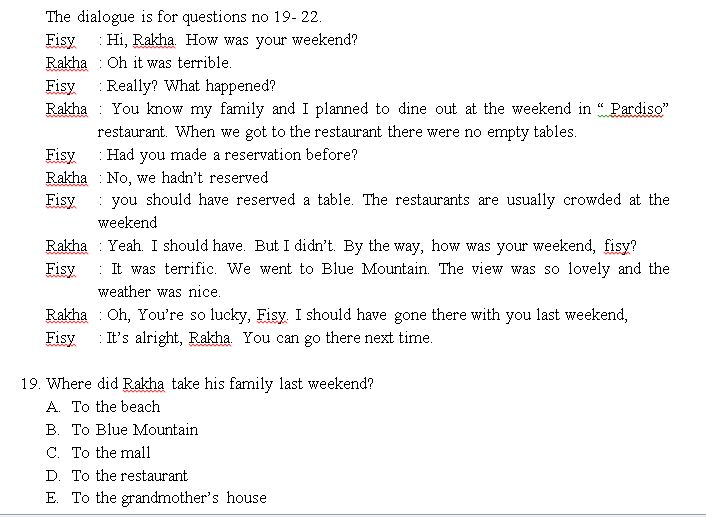 The dialogue is for questions no 19- 22.
Fisy : Hi, Rakha. How was your weekend?
Rakha : Oh it was terrible.
Fisy : Really? What happened?
Rakha : You know my family and I planned to dine out at the weekend in “ Pardiso”
restaurant. When we got to the restaurant there were no empty tables.
Fisy : Had you made a reservation before?
Rakha : No, we hadn’t reserved
Fisy : you should have reserved a table. The restaurants are usually crowded at the
weekend
Rakha : Yeah. I should have. But I didn’t. By the way, how was your weekend, fisy?
Fisy : It was terrific. We went to Blue Mountain. The view was so lovely and the
weather was nice.
Rakha : Oh, You’re so lucky, Fisy. I should have gone there with you last weekend,
Fisy : It’s alright, Rakha. You can go there next time.
19. Where did Rakha take his family last weekend?
A. To the beach
B. To Blue Mountain
C. To the mall
D. To the restaurant
E. To the grandmother’s house